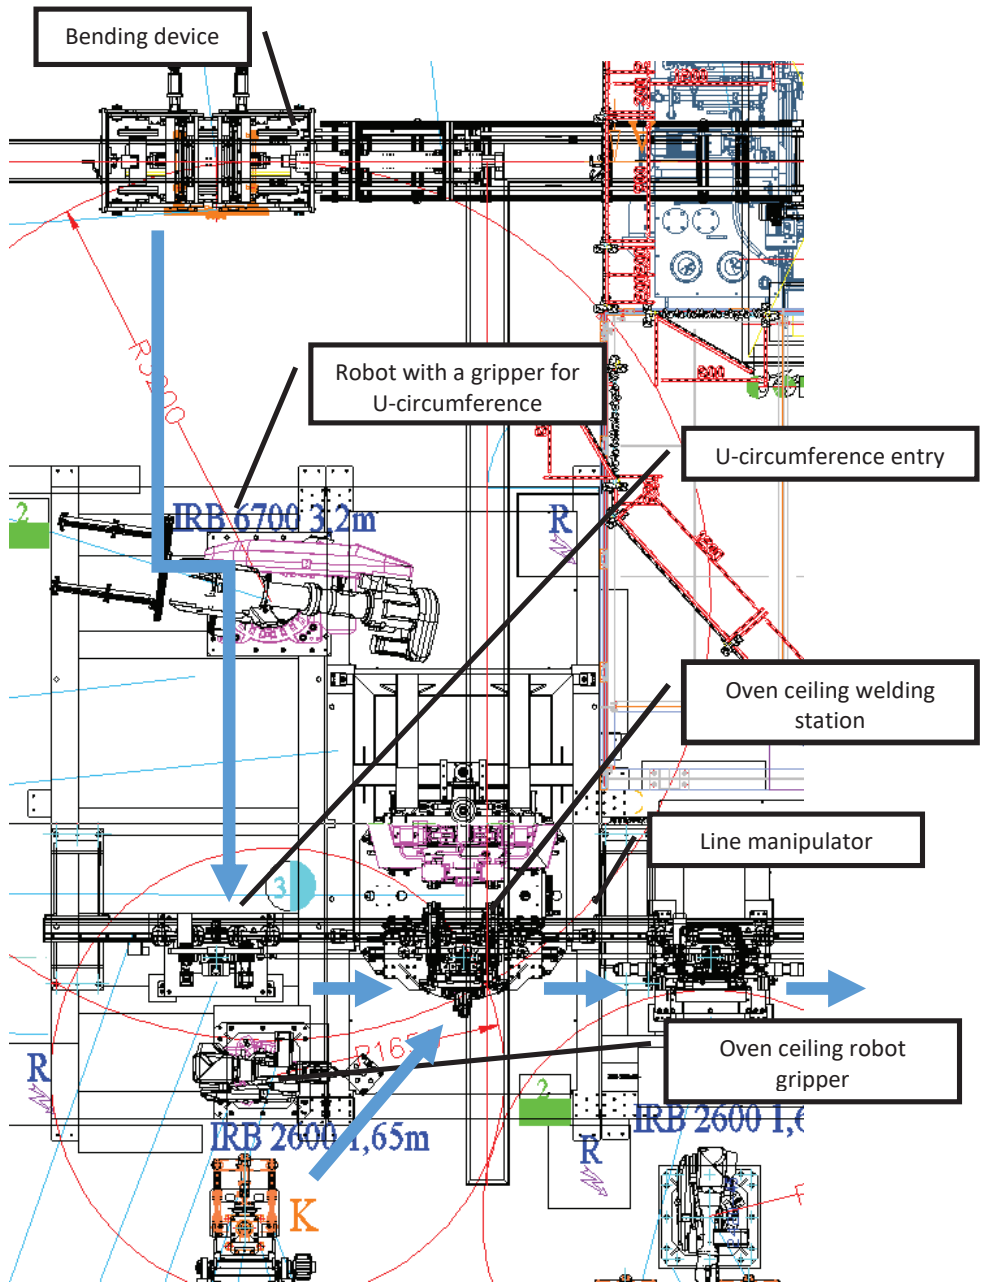 Bending device
R3200
Robot with a gripper for
U-circumference
U-circumference entry
2
IRB 6700 3,2m
R
Oven ceiling welding
station
Line manipulator
3
Oven ceiling robot
gripper
R
2
IRB 2600 1,65m
R
K